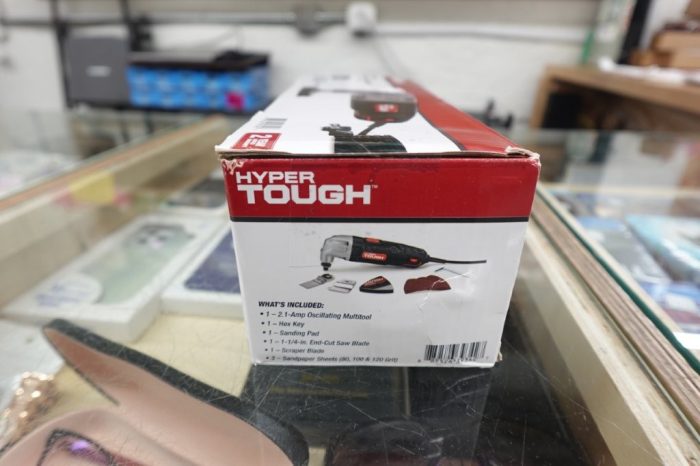 HYPER
TOUGH™
TOUGH
WHAT'S INCLUDED:
• 1 – 2.1-Amp Oscillating Multitool
• 1 – Hex Key
• 1 – Sanding Pad
• 1 – 1-1/4-in. End-Cut Saw Blade
• 1 – Scraper Blade
• 3 – Sandpaper Sheets (80, 100 & 120 Grit)